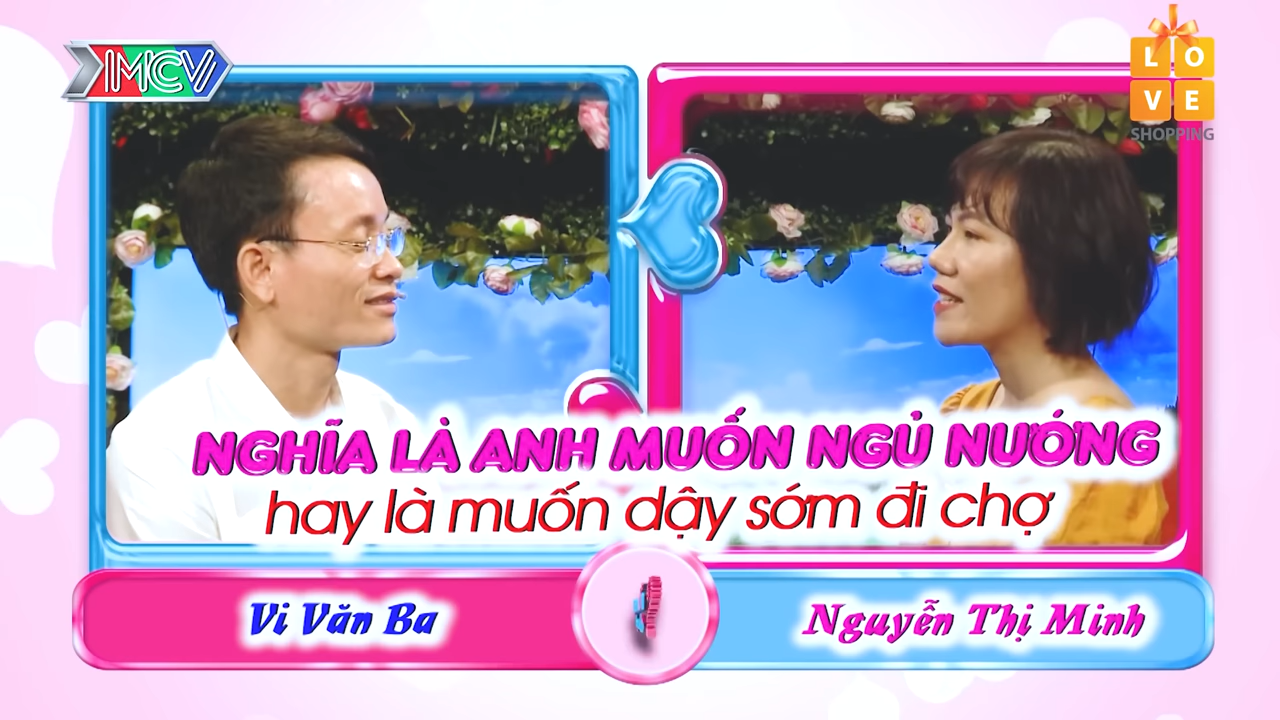 MCV
LOVE
SHOPPING
NGHĨA LÀ ANH MUỐN NGỦ NƯỚNG
hay là muốn dậy sớm đi chợ
Vi Văn Ba
Nguyễn Thị Minh